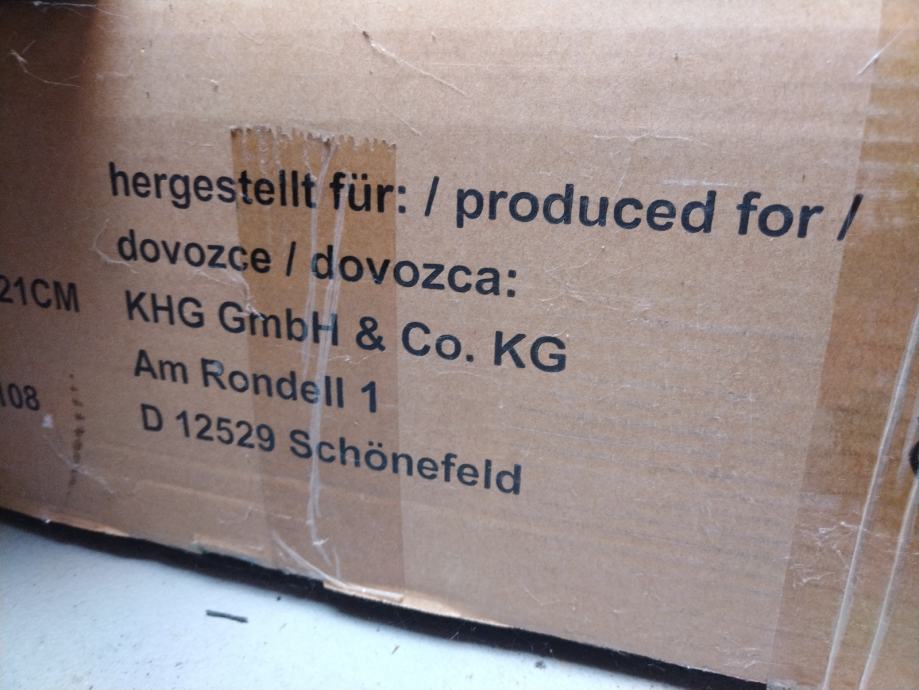 hergestellt für: / produced for /
dovozce / dovozca:
21CM
KHG GmbH & Co. KG
Am Rondell 1
108
D 12529 Schönefeld